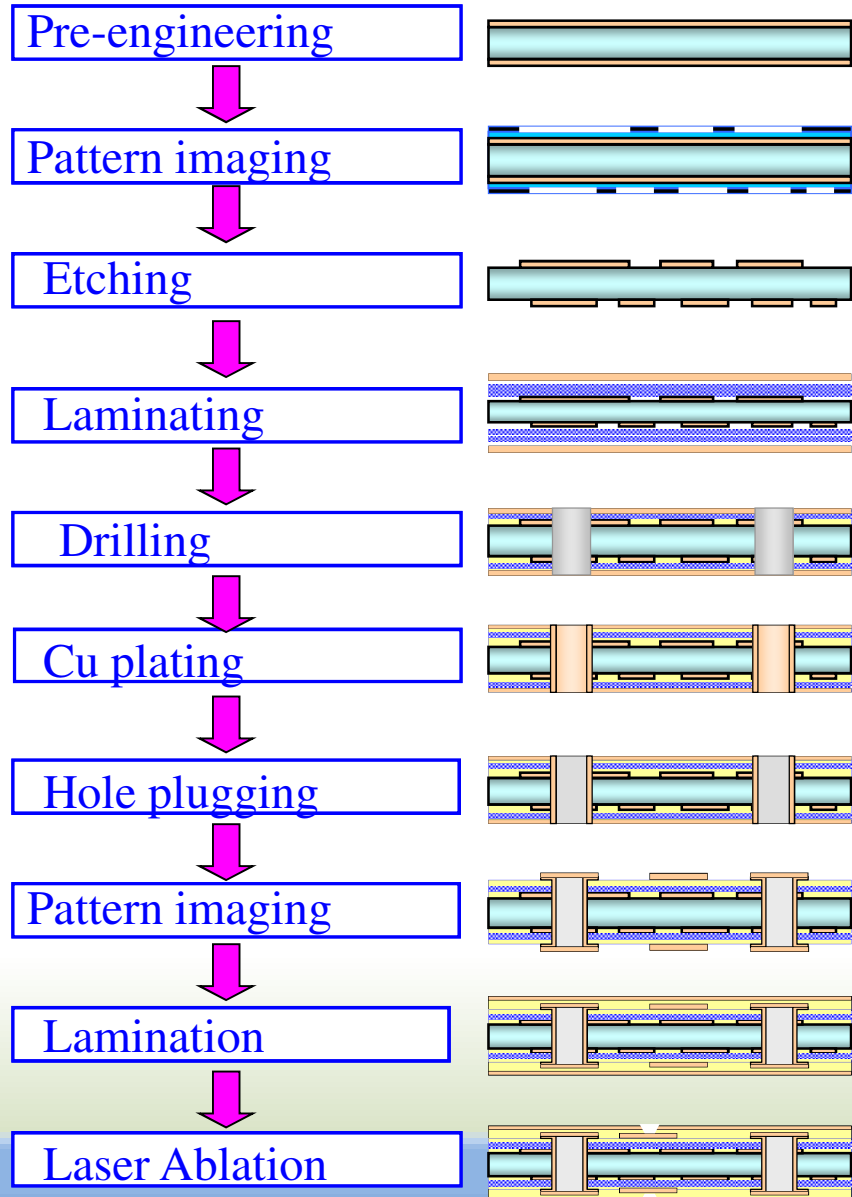 Pre-engineering
Pattern imaging
Etching
Laminating
Drilling
Cu plating
Hole plugging
Pattern imaging
Lamination
Laser Ablation